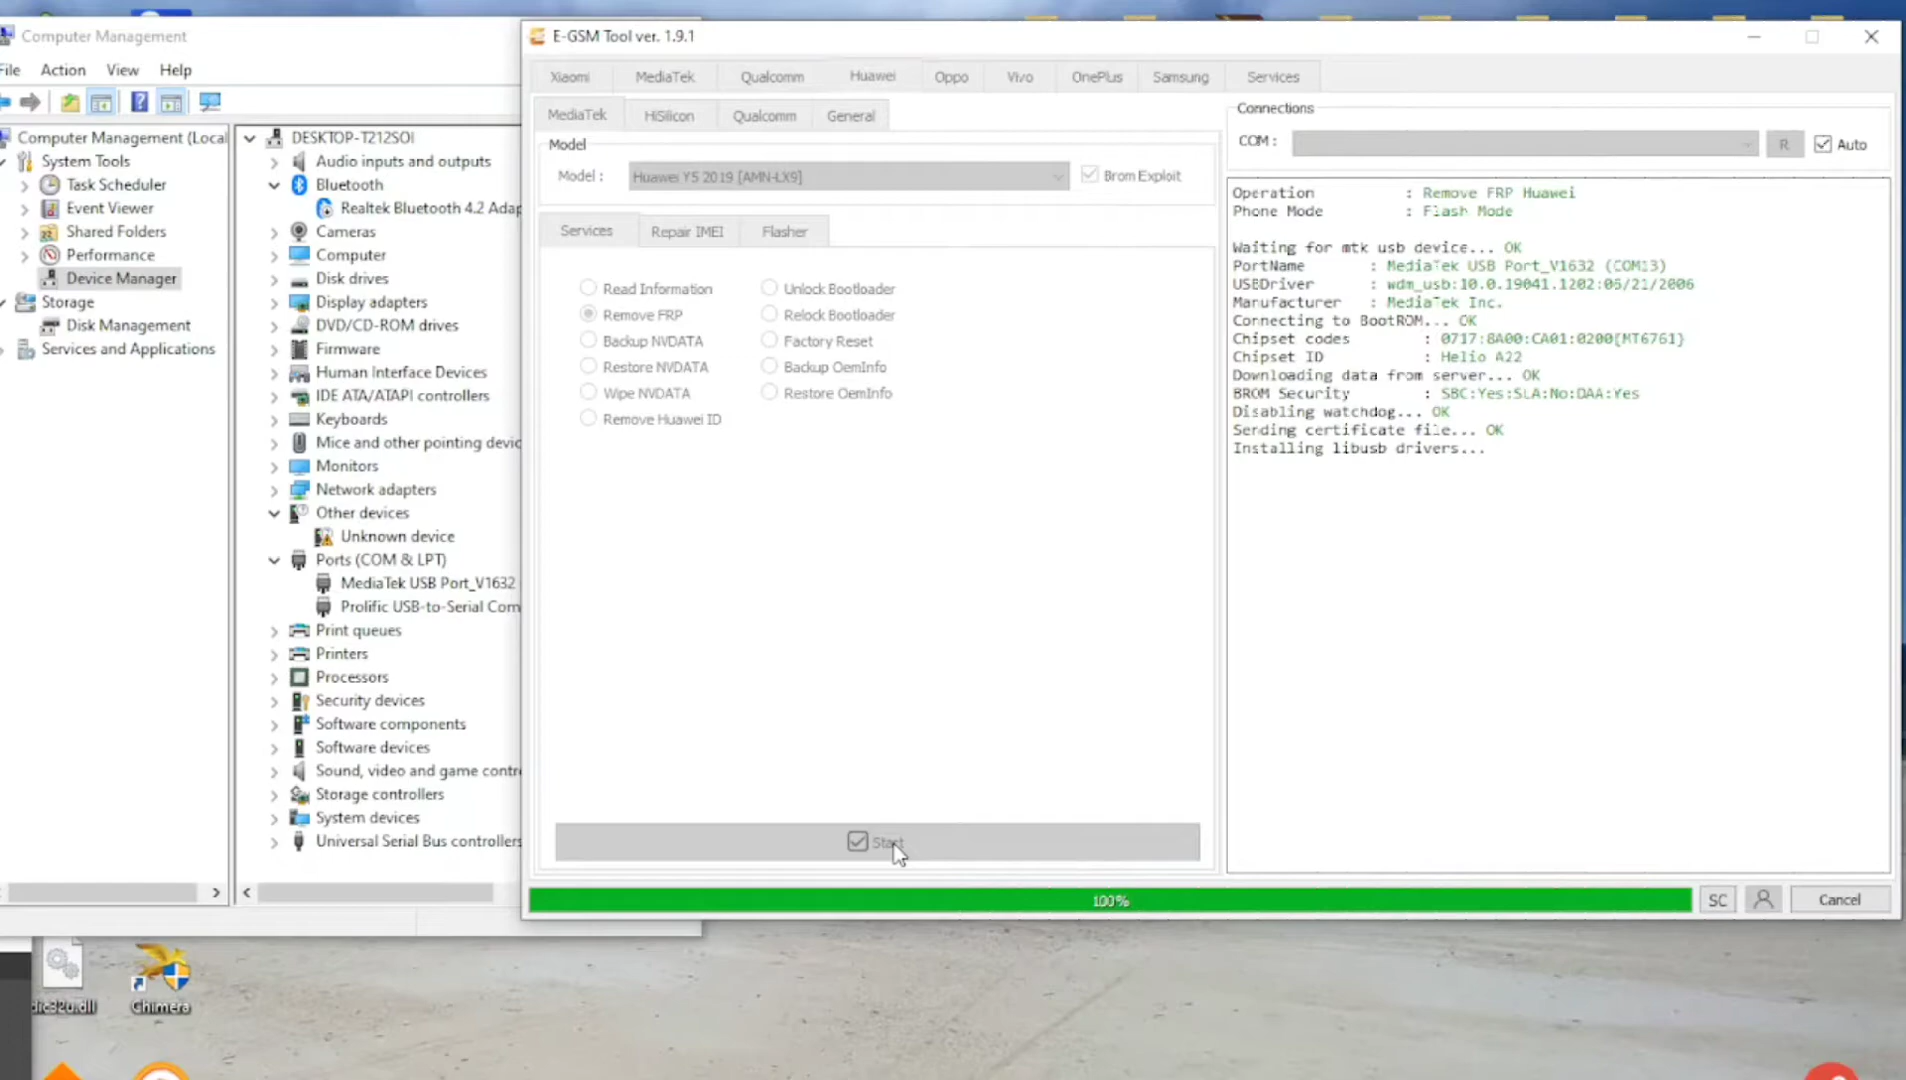 Computer Management
File Action View Help
Computer Management (Local
System Tools
Task Scheduler
Event Viewer
Shared Folders
Performance
Device Manager
Storage
Disk Management
Services and Applications
DESKTOP-T212SOI
Audio inputs and outputs
Bluetooth
Realtek Bluetooth 4.2 Adap
Cameras
Computer
Disk drives
Display adapters
DVD/CD-ROM drives
Firmware
Human Interface Devices
IDE ATA/ATAPI controllers
Keyboards
Mice and other pointing devic
Monitors
Network adapters
Other devices
Unknown device
Ports (COM & LPT)
MediaTek USB Port_V1632
Prolific USB-to-Serial Com
Print queues
Printers
Processors
Security devices
Software components
Software devices
Sound, video and game contr
Storage controllers
System devices
Universal Serial Bus controllers
E-GSM Tool ver. 1.9.1
Xiaomi MediaTek Qualcomm Huawei Oppo Vivo OnePlus Samsung Services
MediaTek HiSilicon Qualcomm General
Model
Model : Huawei Y5 2019 [AMN-LX9] Brom Exploit
Services Repair IMEI Flasher
Read Information Unlock Bootloader
Remove FRP Relock Bootloader
Backup NVDATA Factory Reset
Restore NVDATA Backup OemInfo
Wipe NVDATA Restore OemInfo
Remove Huawei ID
Start
Connections
COM : R Auto
Operation : Remove FRP Huawei
Phone Mode : Flash Mode
Waiting for mtk usb device... OK
PortName : MediaTek USB Port_V1632 (COM13)
USBDriver : wdm_usb:10.0.19041.1202:06/21/2006
Manufacturer : MediaTek Inc.
Connecting to BootROM... OK
Chipset codes : 0717:8A00:CA01:0200{MT6761}
Chipset ID : Helio A22
Downloading data from server... OK
BROM Security : SBC:Yes:SLA:No:DAA:Yes
Disabling watchdog... OK
Sending certificate file... OK
Installing libusb drivers...
100%
SC Cancel
Chimera